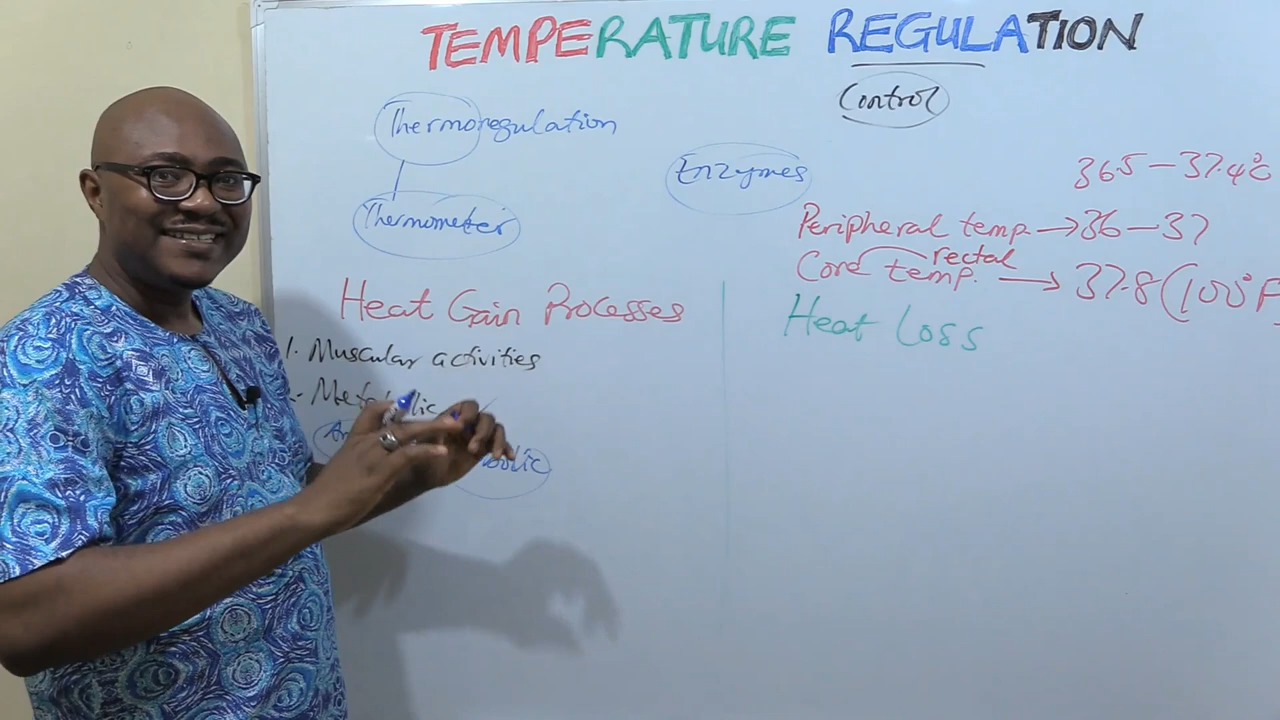 TEMPERATURE REGULATION
Control
Thermoregulation
Enzymes
36.5 — 37.4°C
Thermometer
Peripheral temp. → 36 — 37
rectal
Core temp. → 37.8 (100°F
Heat Gain Processes
Heat Loss
1. Muscular activities